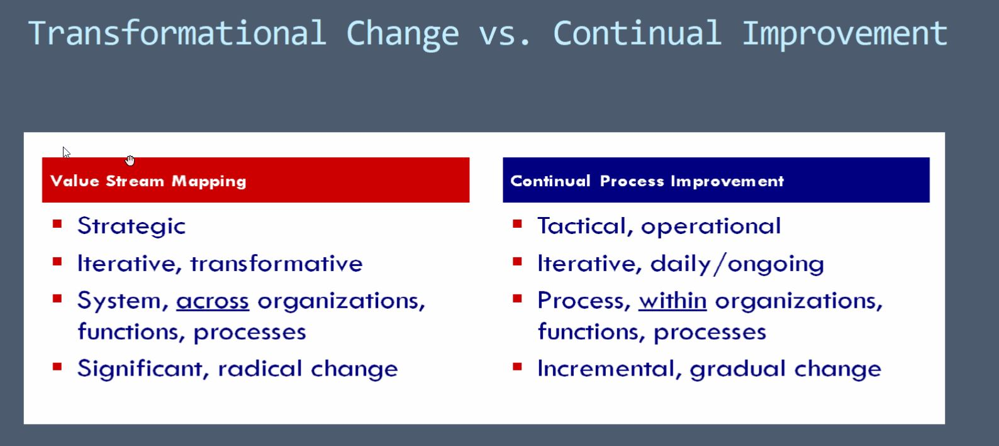 Transformational Change vs. Continual Improvement
Value Stream Mapping
Strategic
Iterative, transformative
System, across organizations,
functions, processes
Significant, radical change
Continual Process Improvement
Tactical, operational
Iterative, daily/ongoing
Process, within organizations,
functions, processes
Incremental, gradual change